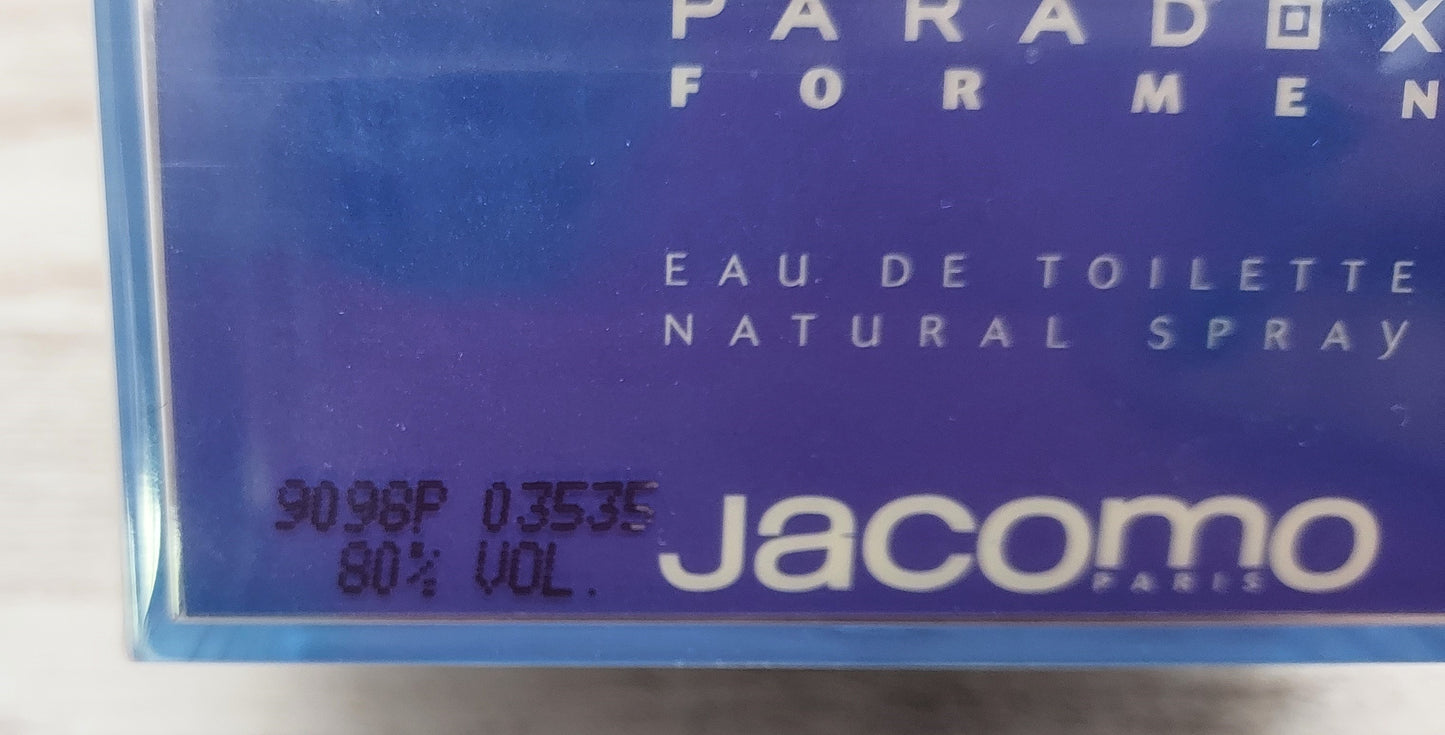 PARADOX
FOR MEN
EAU DE TOILETTE
NATURAL SPRAY
9098P 03535
80% VOL.
Jacomo
PARIS